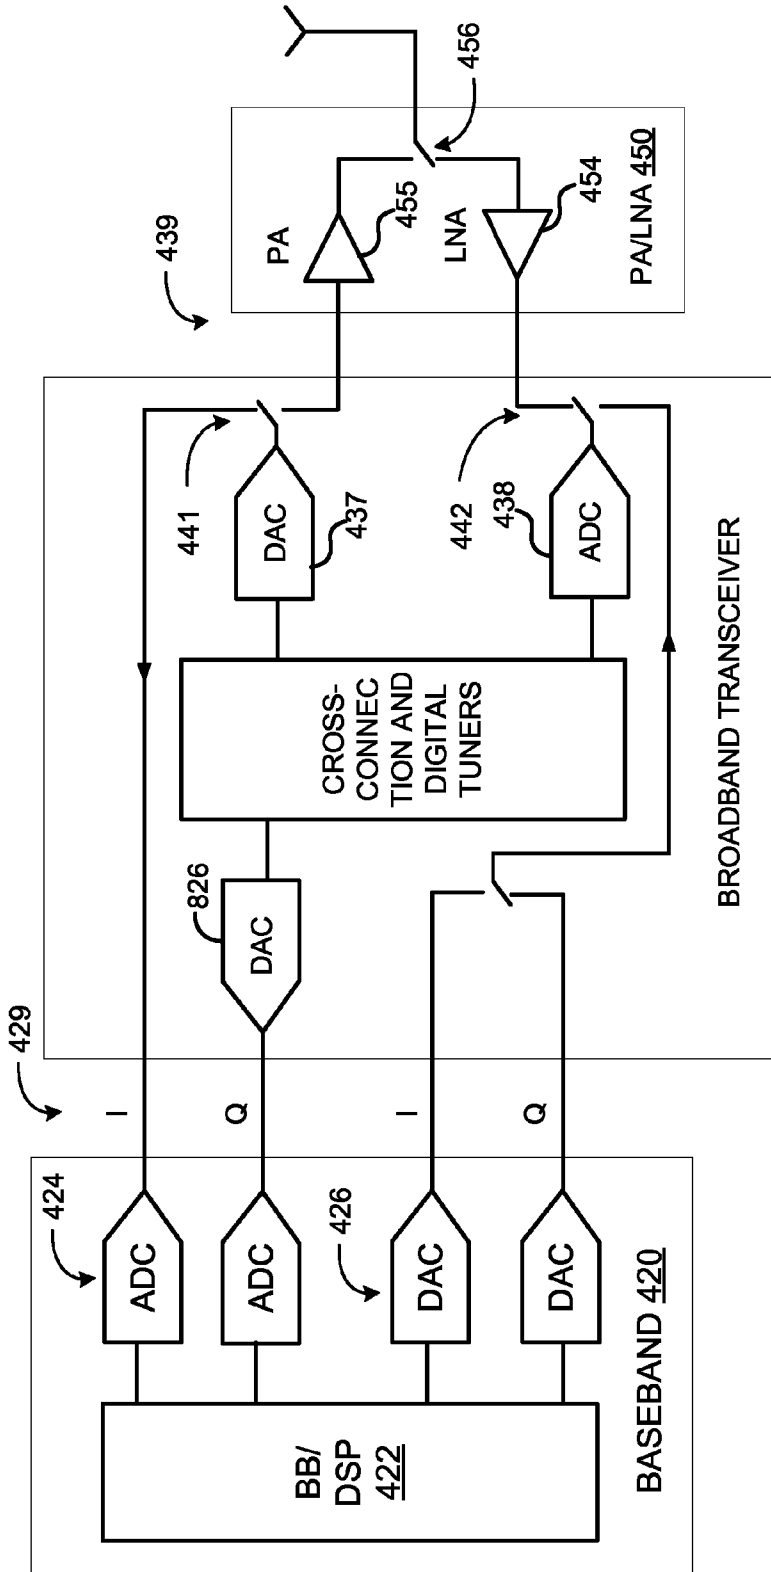 429
439
I
Q
I
Q
424
ADC
ADC
426
DAC
DAC
BB/
DSP
422
BASEBAND 420
826
DAC
CROSS-
CONNEC
TION AND
DIGITAL
TUNERS
441
DAC
437
442
438
ADC
BROADBAND TRANSCEIVER
PA
455
LNA
454
456
PA/LNA 450